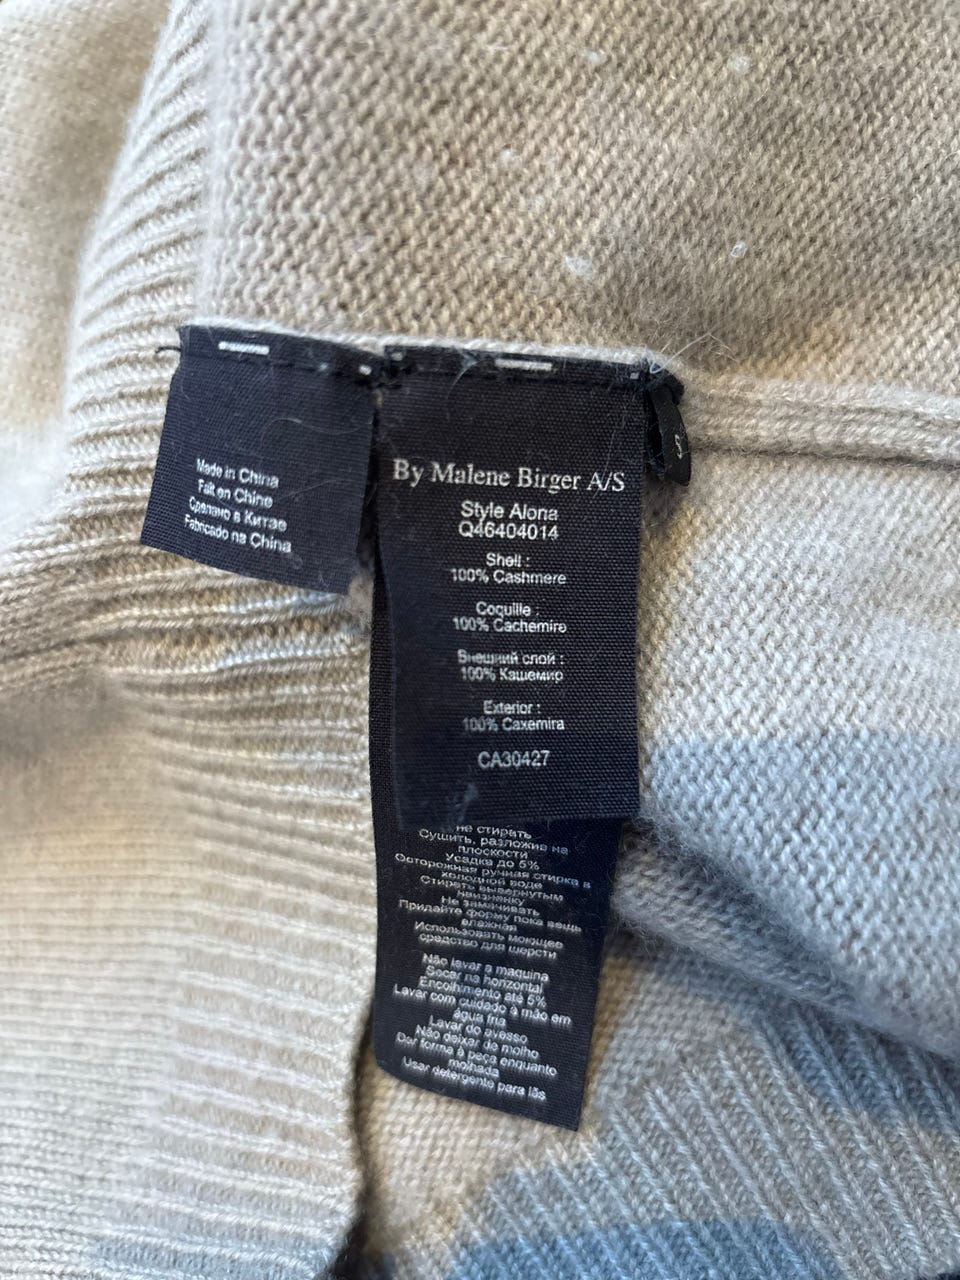 Made in China
Fait en Chine
Сделано в Китае
Fabricado na China
By Malene Birger A/S
Style Alona
Q46404014
Shell :
100% Cashmere
Coquille :
100% Cachemire
Внешний слой :
100% Кашемир
Exterior :
100% Caxemira
CA30427
S
не стирать
Сушить, разложив на
плоскости
Усадка до 5%
Осторожная ручная стирка в
холодной воде
Стирать вывернутым
наизнанку
Не замачивать
Придайте форму пока вещь
влажная
Использовать моющее
средство для шерсти
Não lavar a maquina
Secar na horizontal
Encolhimento até 5%
Lavar com cuidado à mão em
água fria
Lavar do avesso
Não deixar de molho
Dar forma à peça enquanto
molhada
Usar detergente para lãs